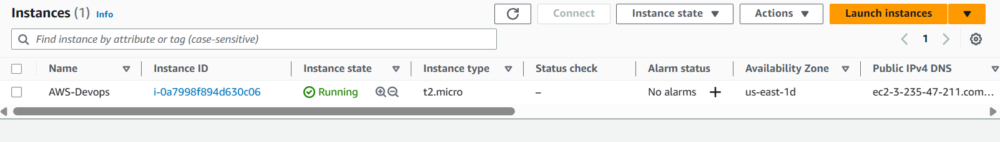 Instances (1) Info
Connect
Instance state
Actions
Launch instances
Find instance by attribute or tag (case-sensitive)
1
Name Instance ID Instance state Instance type Status check Alarm status Availability Zone Public IPv4 DNS
AWS-Devops i-0a7998f894d630c06 Running t2.micro – No alarms us-east-1d ec2-3-235-47-211.com…